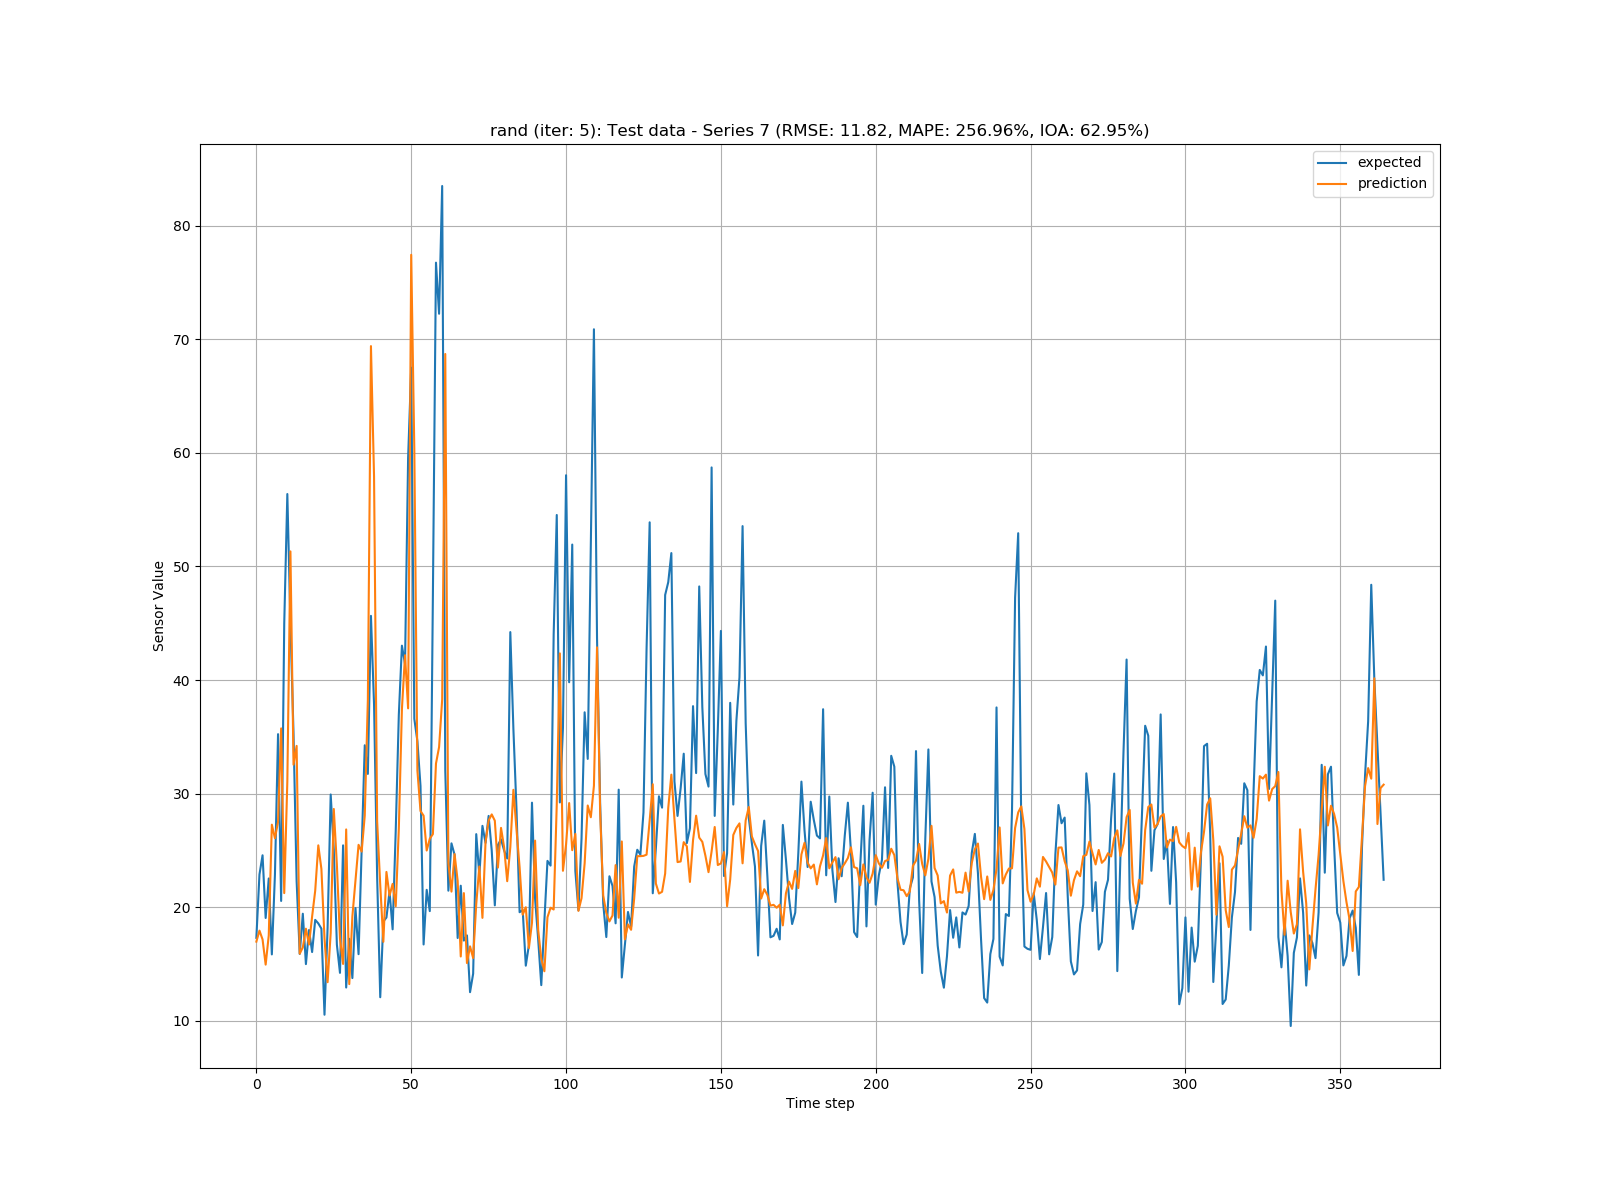 rand (iter: 5): Test data - Series 7 (RMSE: 11.82, MAPE: 256.96%, IOA: 62.95%)
expected
prediction
80
70
60
50
40
30
20
10
Sensor Value
0 50 100 150 200 250 300 350
Time step